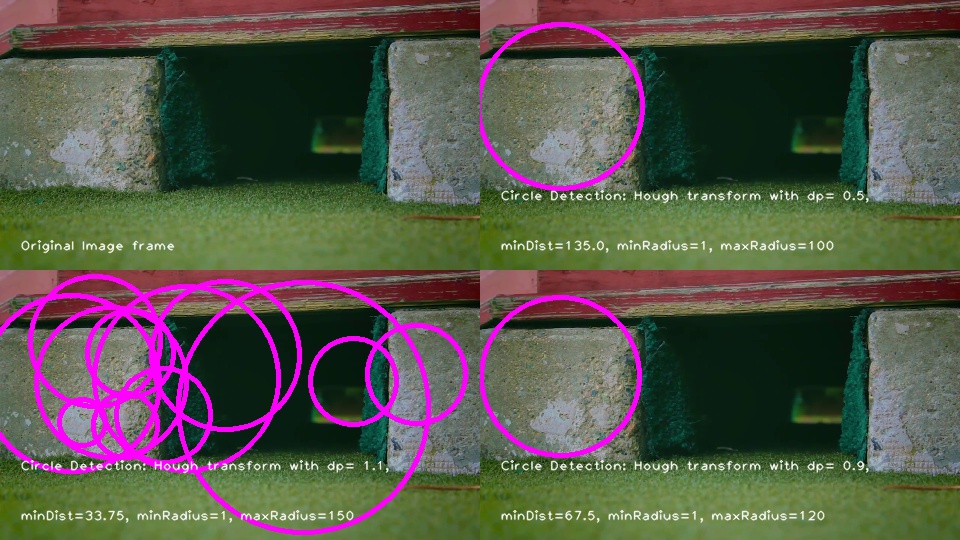 Original Image frame
Circle Detection: Hough transform with dp= 0.5,
minDist=135.0, minRadius=1, maxRadius=100
Circle Detection: Hough transform with dp= 1.1,
minDist=33.75, minRadius=1, maxRadius=150
Circle Detection: Hough transform with dp= 0.9,
minDist=67.5, minRadius=1, maxRadius=120